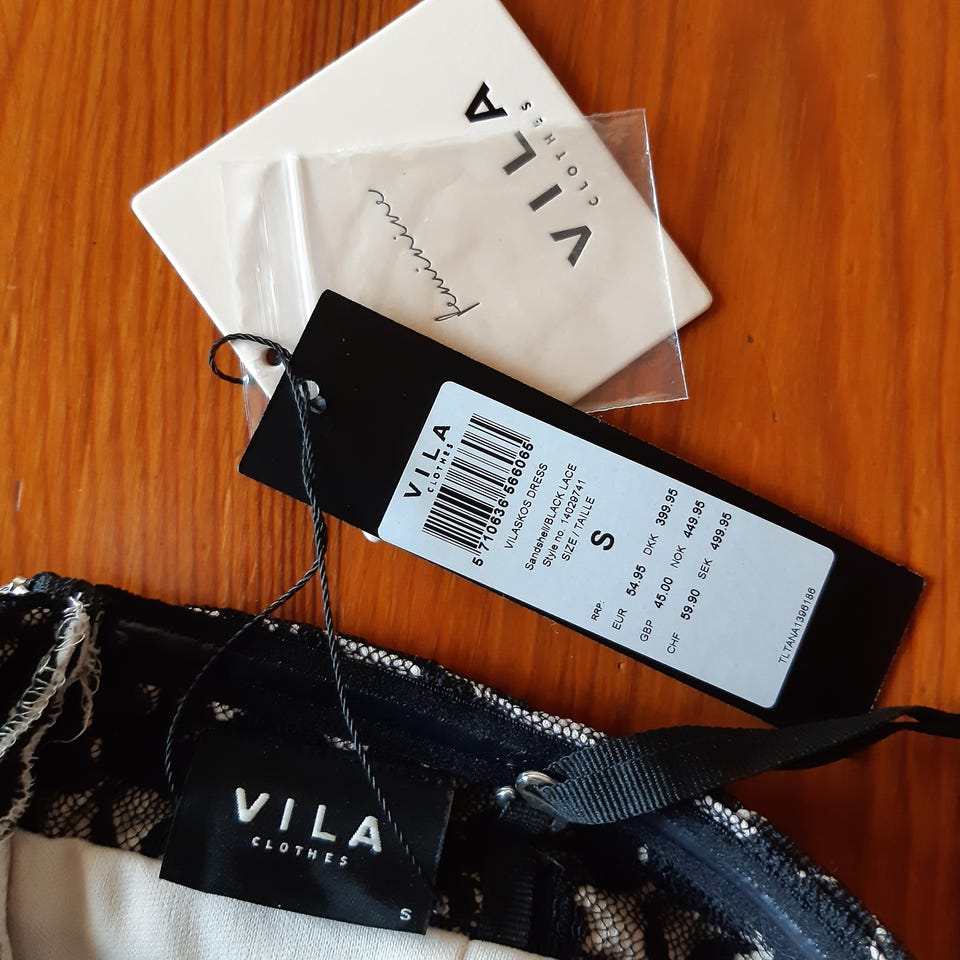 VILA
CLOTHES
feminine
VILA
CLOTHES
5 710636 566065
VILASKOS DRESS
Sandshell/BLACK LACE
Style no. 14029741
SIZE / TAILLE
S
RRP:
EUR 54.95 DKK 399.95
GBP 45.00 NOK 449.95
CHF 59.90 SEK 499.95
TLTANA1396186
VILA
CLOTHES
S